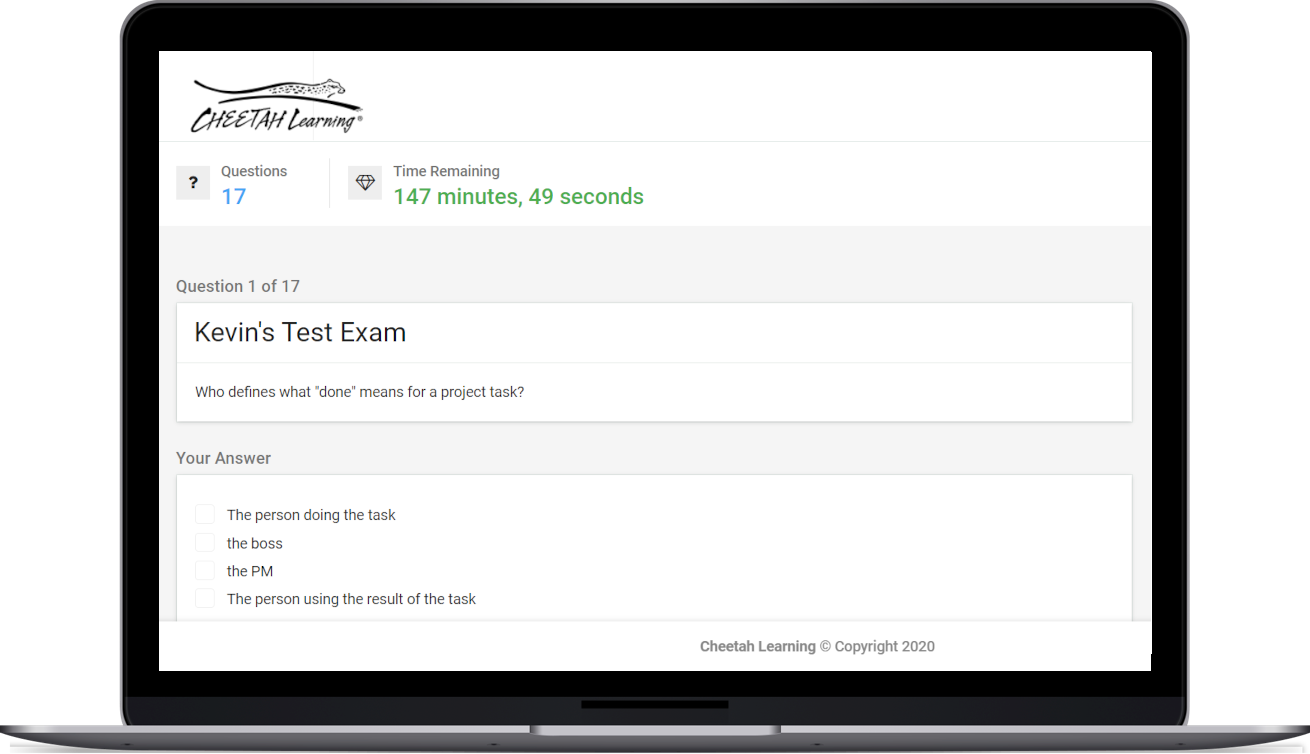 CHEETAH Learning®
? Questions
17
Time Remaining
147 minutes, 49 seconds
Question 1 of 17
Kevin's Test Exam
Who defines what "done" means for a project task?
Your Answer
The person doing the task
the boss
the PM
The person using the result of the task
Cheetah Learning © Copyright 2020